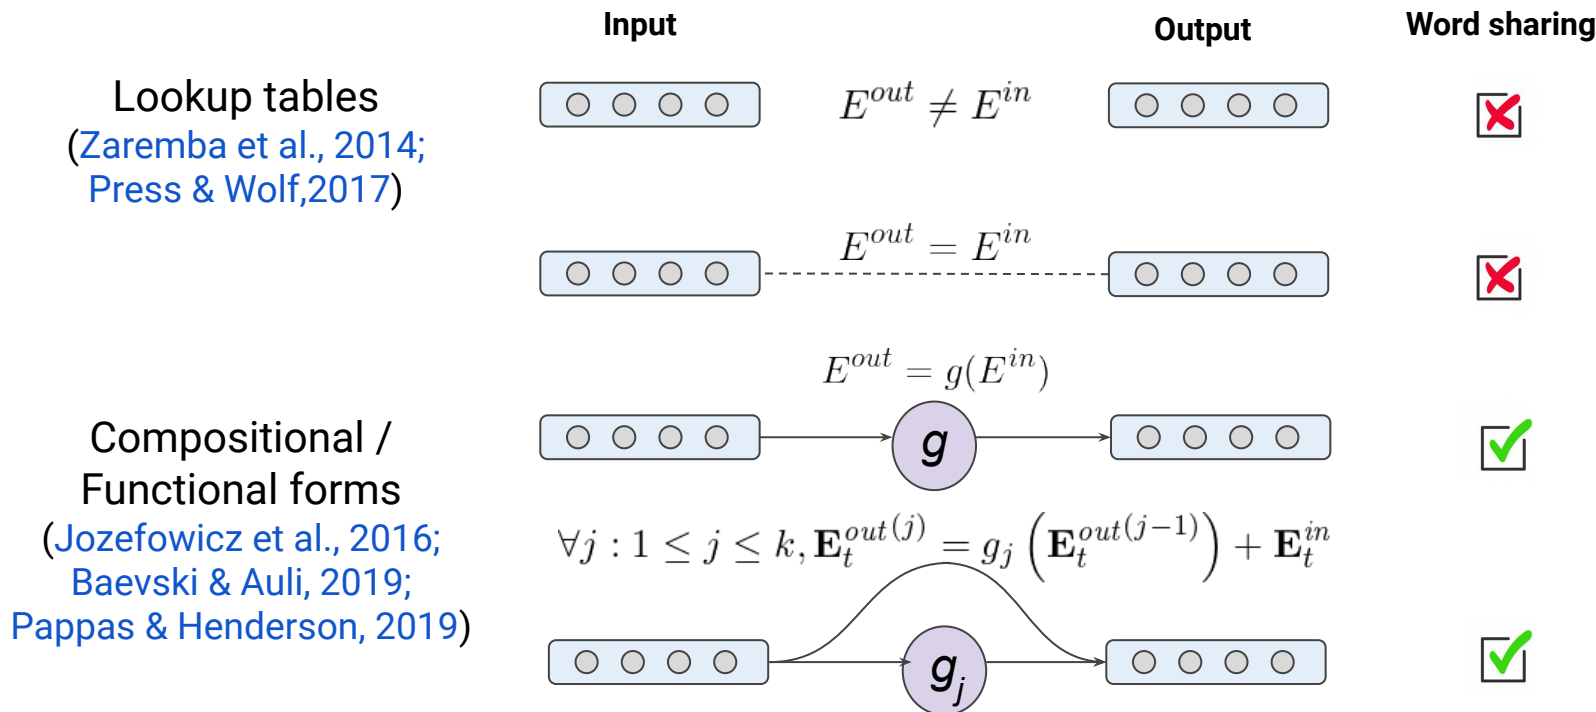 Input Output Word sharing
Lookup tables
(Zaremba et al., 2014;
Press & Wolf,2017)
E^{out} ≠ E^{in}
E^{out} = E^{in}
Compositional /
Functional forms
(Jozefowicz et al., 2016;
Baevski & Auli, 2019;
Pappas & Henderson, 2019)
E^{out} = g(E^{in})
g
∀j : 1 ≤ j ≤ k, E_t^{out(j)} = g_j (E_t^{out(j−1)}) + E_t^{in}
g_j